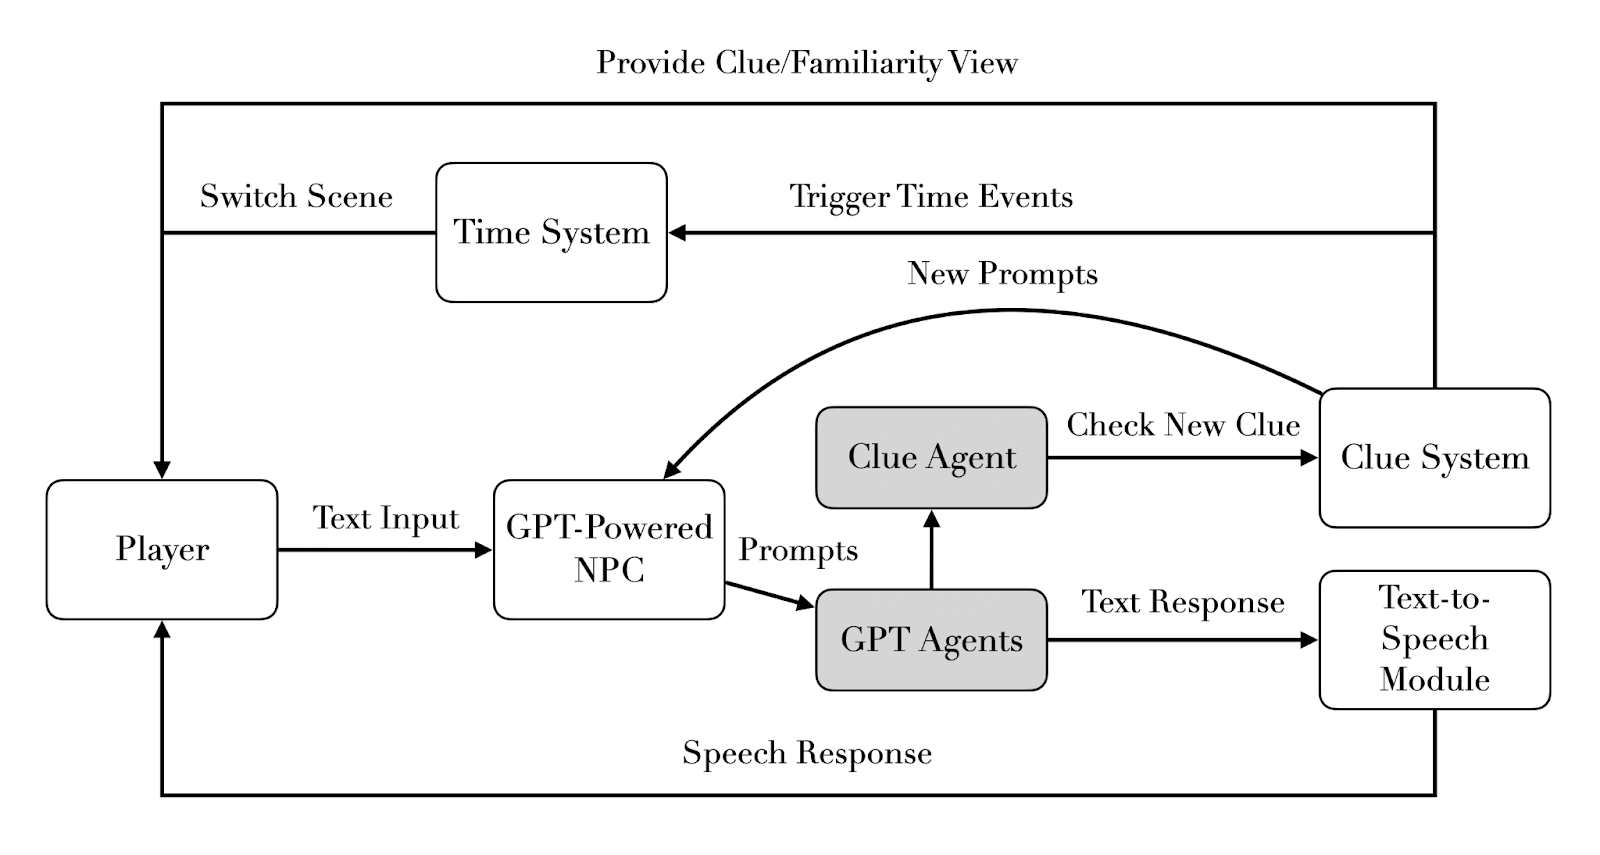 Provide Clue/Familiarity View
Switch Scene
Time System
Trigger Time Events
New Prompts
Clue Agent
Check New Clue
Clue System
Player
Text Input
GPT-Powered
NPC
Prompts
GPT Agents
Text Response
Text-to-
Speech
Module
Speech Response